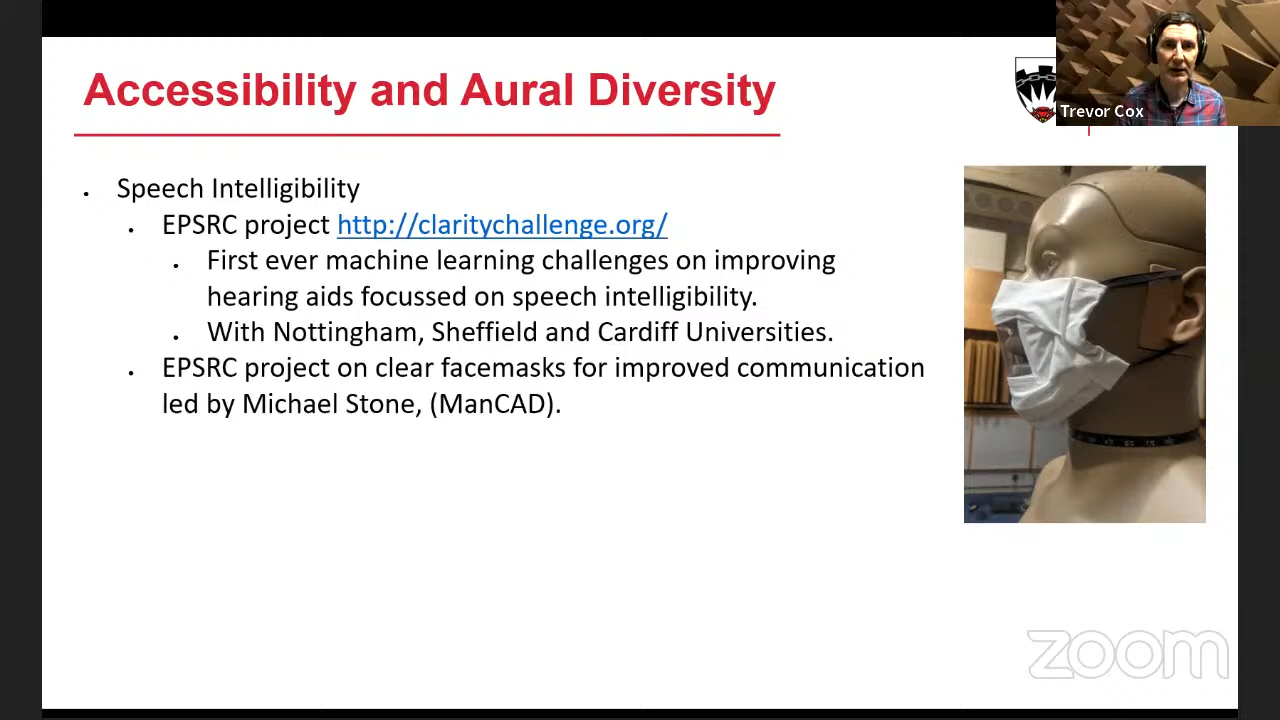 Accessibility and Aural Diversity
Trevor Cox
Speech Intelligibility
EPSRC project http://claritychallenge.org/
First ever machine learning challenges on improving
hearing aids focussed on speech intelligibility.
With Nottingham, Sheffield and Cardiff Universities.
EPSRC project on clear facemasks for improved communication
led by Michael Stone, (ManCAD).
zoom